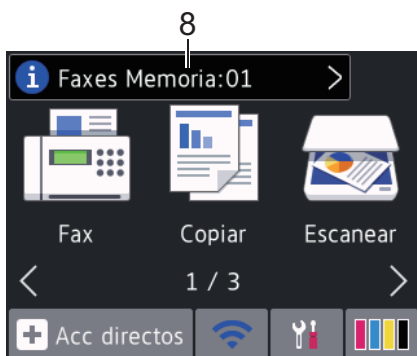 8
i Faxes Memoria:01 >
Fax Copiar Escanear
< 1 / 3 >
+ Acc directos